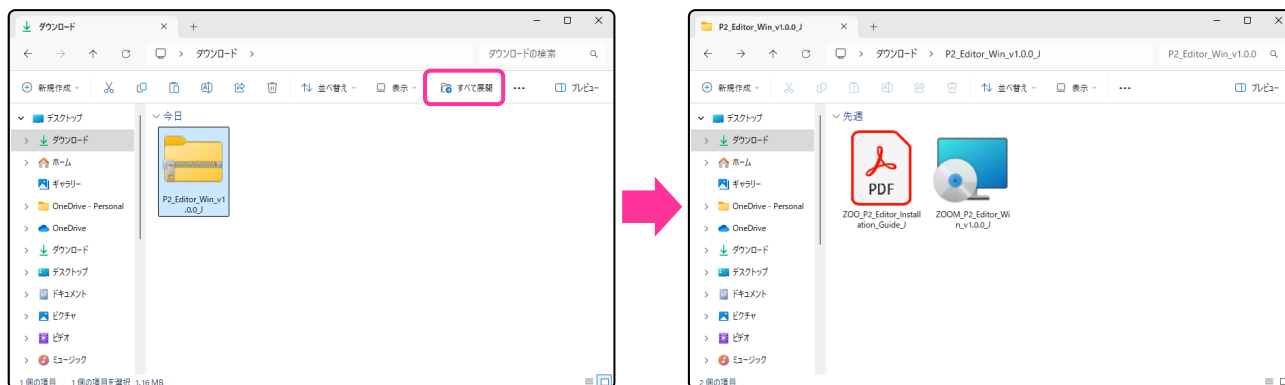 ダウンロード
ダウンロード
ダウンロードの検索
新規作成
並べ替え
表示
すべて展開
プレビュー
デスクトップ
ダウンロード
ホーム
ギャラリー
OneDrive - Personal
OneDrive
ダウンロード
デスクトップ
ドキュメント
ピクチャ
ビデオ
ミュージック
今日
P2_Editor_Win_v1
.0.0_J
1 個の項目 1 個の項目を選択 1.16 MB
P2_Editor_Win_v1.0.0_J
ダウンロード P2_Editor_Win_v1.0.0_J
P2_Editor_Win_v1.0.0
新規作成
並べ替え
表示
プレビュー
デスクトップ
ダウンロード
ホーム
ギャラリー
OneDrive - Personal
OneDrive
ダウンロード
デスクトップ
ドキュメント
ピクチャ
ビデオ
ミュージック
先週
PDF
ZOO_P2_Editor_Install
ation_Guide_J
ZOOM_P2_Editor_Wi
n_v1.0.0_J
2 個の項目